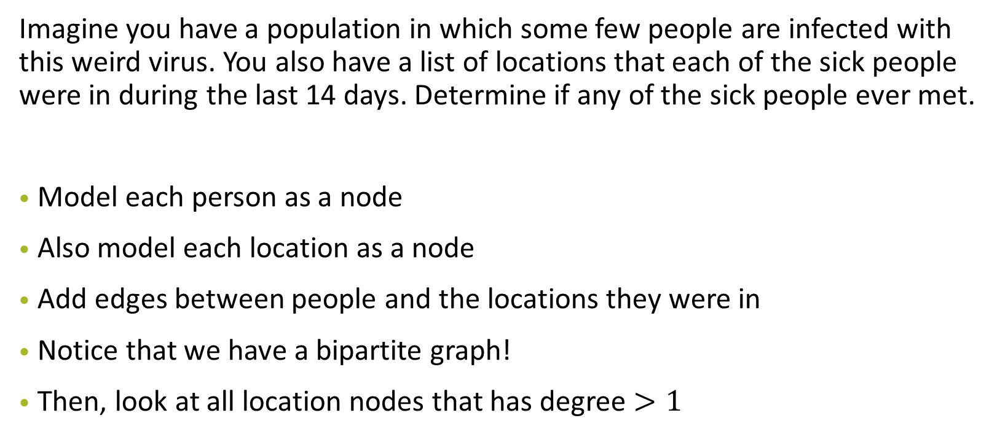 Imagine you have a population in which some few people are infected with
this weird virus. You also have a list of locations that each of the sick people
were in during the last 14 days. Determine if any of the sick people ever met.
• Model each person as a node
• Also model each location as a node
• Add edges between people and the locations they were in
• Notice that we have a bipartite graph!
• Then, look at all location nodes that has degree > 1